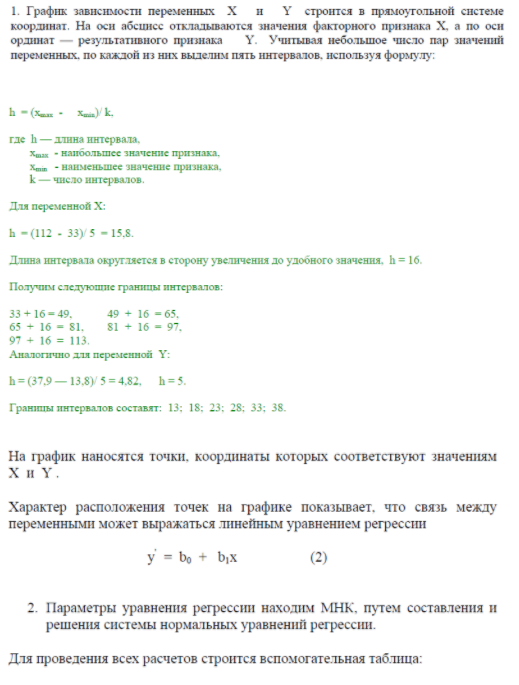 1. График зависимости переменных X и Y строится в прямоугольной системе
координат. На оси абсцисс откладываются значения факторного признака X, а по оси
ординат — результативного признака Y. Учитывая небольшое число пар значений
переменных, по каждой из них выделим пять интервалов, используя формулу:
h = (xmax - xmin)/ k,
где h — длина интервала,
xmax - наибольшее значение признака,
xmin - наименьшее значение признака,
k — число интервалов.
Для переменной X:
h = (112 - 33)/ 5 = 15,8.
Длина интервала округляется в сторону увеличения до удобного значения, h = 16.
Получим следующие границы интервалов:
33 + 16 = 49, 49 + 16 = 65,
65 + 16 = 81, 81 + 16 = 97,
97 + 16 = 113.
Аналогично для переменной Y:
h = (37,9 — 13,8)/ 5 = 4,82, h = 5.
Границы интервалов составят: 13; 18; 23; 28; 33; 38.
На график наносятся точки, координаты которых соответствуют значениям
X и Y .
Характер расположения точек на графике показывает, что связь между
переменными может выражаться линейным уравнением регрессии
y' = b₀ + b₁x (2)
2. Параметры уравнения регрессии находим МНК, путем составления и
решения системы нормальных уравнений регрессии.
Для проведения всех расчетов строится вспомогательная таблица: